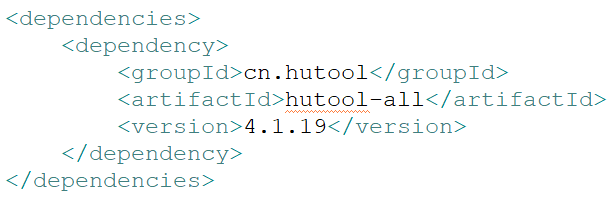 <dependencies>
    <dependency>
        <groupId>cn.hutool</groupId>
        <artifactId>hutool-all</artifactId>
        <version>4.1.19</version>
    </dependency>
</dependencies>